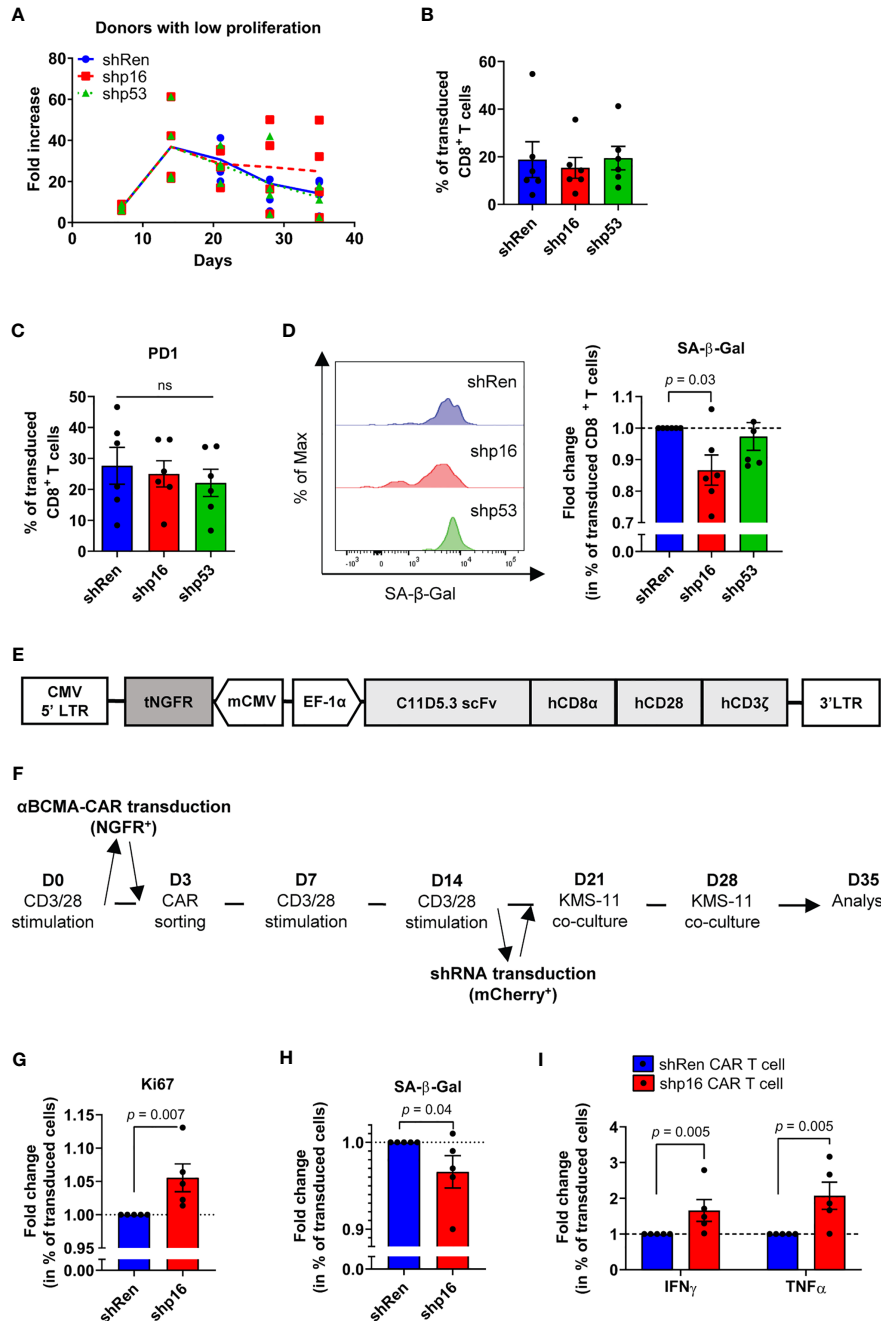 A
Donors with low proliferation
shRen
shp16
shp53
Fold increase
80
60
40
20
0
0
10
20
30
40
Days
B
% of transduced
CD8+ T cells
60
40
20
0
shRen
shp16
shp53
C
PD1
ns
% of transduced
CD8+ T cells
50
40
30
20
10
0
shRen
shp16
shp53
D
% of Max
shRen
shp16
shp53
-10³
0
10³
10⁴
10⁵
SA-β-Gal
SA-β-Gal
p = 0.03
Flod change
(in % of transduced CD8 + T cells)
1.1
1.0
0.9
0.8
0.7
0.0
shRen
shp16
shp53
E
CMV
5' LTR
tNGFR
mCMV
EF-1α
C11D5.3 scFv
hCD8α
hCD28
hCD3ζ
3'LTR
F
αBCMA-CAR transduction
(NGFR+)
D0
CD3/28
stimulation
D3
CAR
sorting
D7
CD3/28
stimulation
D14
CD3/28
stimulation
D21
KMS-11
co-culture
D28
KMS-11
co-culture
D35
Analys
shRNA transduction
(mCherry+)
G
Ki67
p = 0.007
Fold change
(in % of transduced cells)
1.15
1.10
1.05
1.00
0.95
0.00
shRen
shp16
H
SA-β-Gal
p = 0.04
Fold change
(in % of transduced cells)
1.0
0.9
0.0
shRen
shp16
I
shRen CAR T cell
shp16 CAR T cell
p = 0.005
p = 0.005
Fold change
(in % of transduced cells)
4
3
2
1
0
IFNγ
TNFα